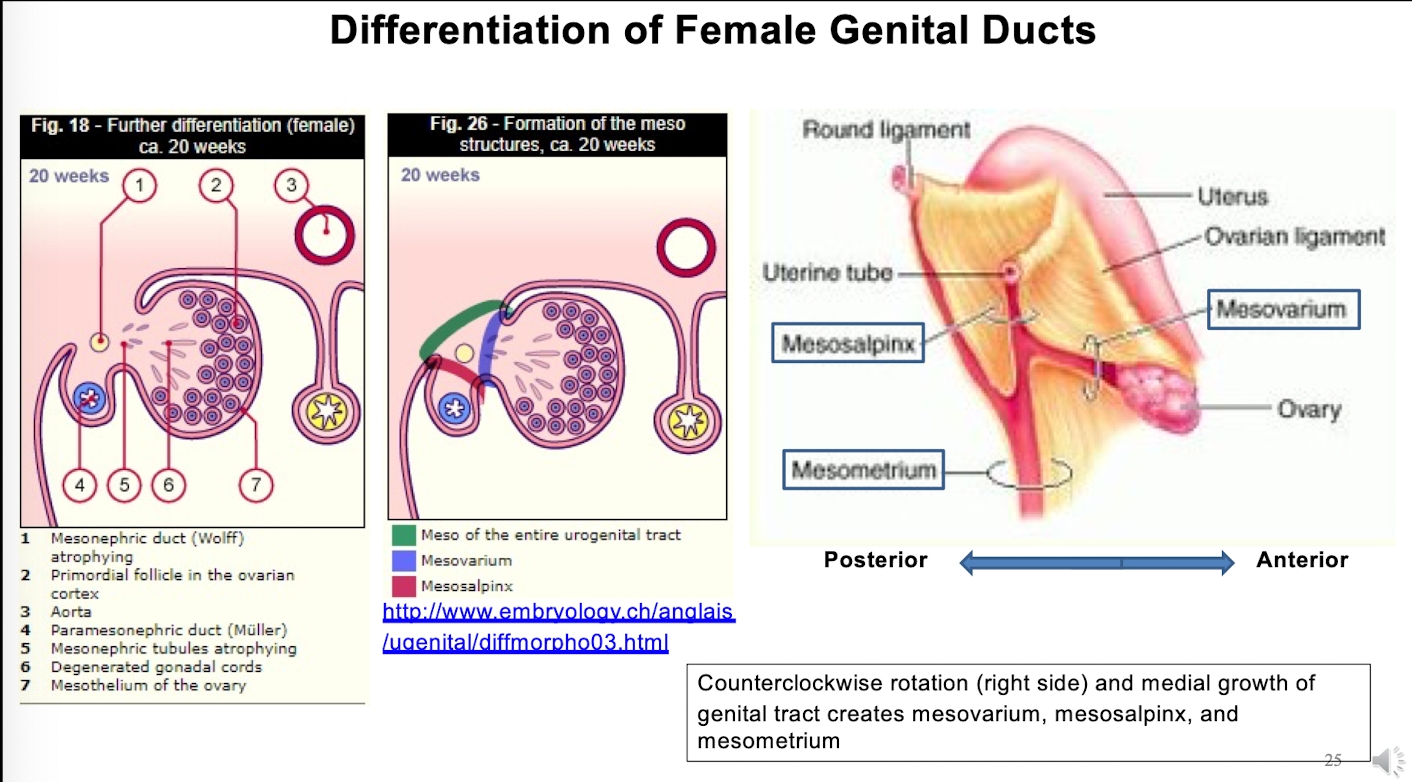 Differentiation of Female Genital Ducts
Fig. 18 - Further differentiation (female)
ca. 20 weeks
20 weeks
1
2
3
4
5
6
7
1 Mesonephric duct (Wolff)
atrophying
2 Primordial follicle in the ovarian
cortex
3 Aorta
4 Paramesonephric duct (Müller)
5 Mesonephric tubules atrophying
6 Degenerated gonadal cords
7 Mesothelium of the ovary
Fig. 26 - Formation of the meso
structures, ca. 20 weeks
20 weeks
Meso of the entire urogenital tract
Mesovarium
Mesosalpinx
http://www.embryology.ch/anglais
/ugenital/diffmorpho03.html
Round ligament
Uterus
Ovarian ligament
Uterine tube
Mesovarium
Mesosalpinx
Ovary
Mesometrium
Posterior
Anterior
Counterclockwise rotation (right side) and medial growth of
genital tract creates mesovarium, mesosalpinx, and
mesometrium
25